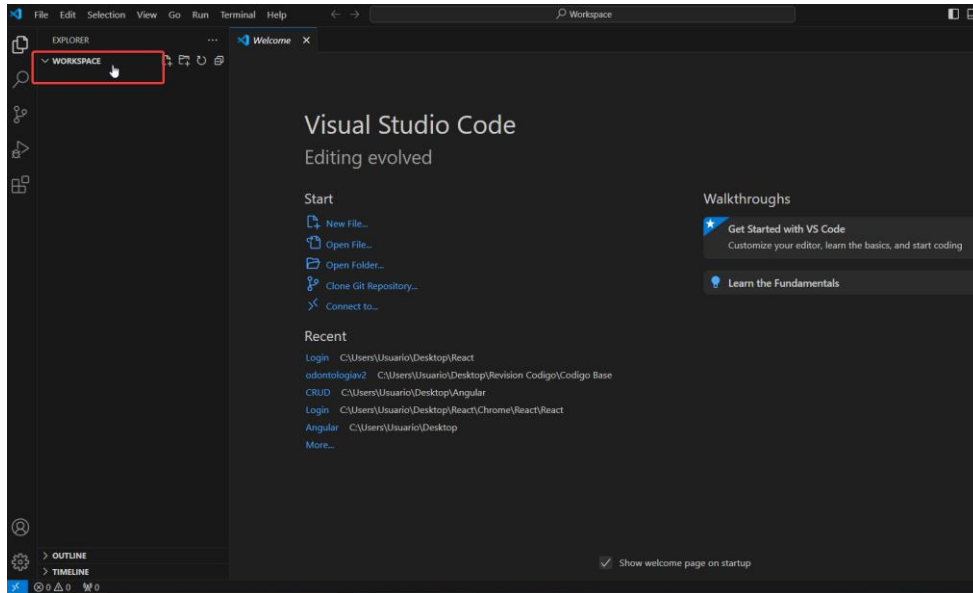 File Edit Selection View Go Run Terminal Help
Workspace
EXPLORER
Welcome
WORKSPACE
Visual Studio Code
Editing evolved
Start
New File...
Open File...
Open Folder...
Clone Git Repository...
Connect to...
Recent
Login C:\Users\Usuario\Desktop\React
odontologiav2 C:\Users\Usuario\Desktop\Revision Codigo\Codigo Base
CRUD C:\Users\Usuario\Desktop\Angular
Login C:\Users\Usuario\Desktop\React\Chrome\React\React
Angular C:\Users\Usuario\Desktop
More...
Walkthroughs
Get Started with VS Code
Customize your editor, learn the basics, and start coding
Learn the Fundamentals
OUTLINE
TIMELINE
Show welcome page on startup
0 0 0